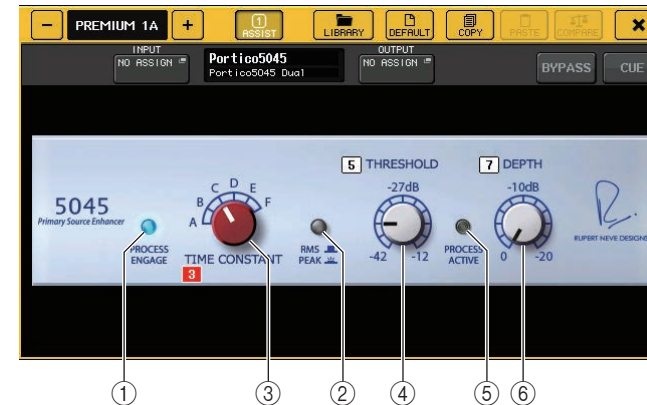 − PREMIUM 1A +
1 ASSIST
LIBRARY
DEFAULT
COPY
PASTE
COMPARE
×
INPUT
NO ASSIGN
Portico5045
Portico5045 Dual
OUTPUT
NO ASSIGN
BYPASS
CUE
5045
Primary Source Enhancer
PROCESS
ENGAGE
A B C D E F
TIME CONSTANT
3
RMS
PEAK
5 THRESHOLD
-27dB
-42 -12
PROCESS
ACTIVE
7 DEPTH
-10dB
0 -20
RUPERT NEVE DESIGNS
① ③ ② ④ ⑤ ⑥